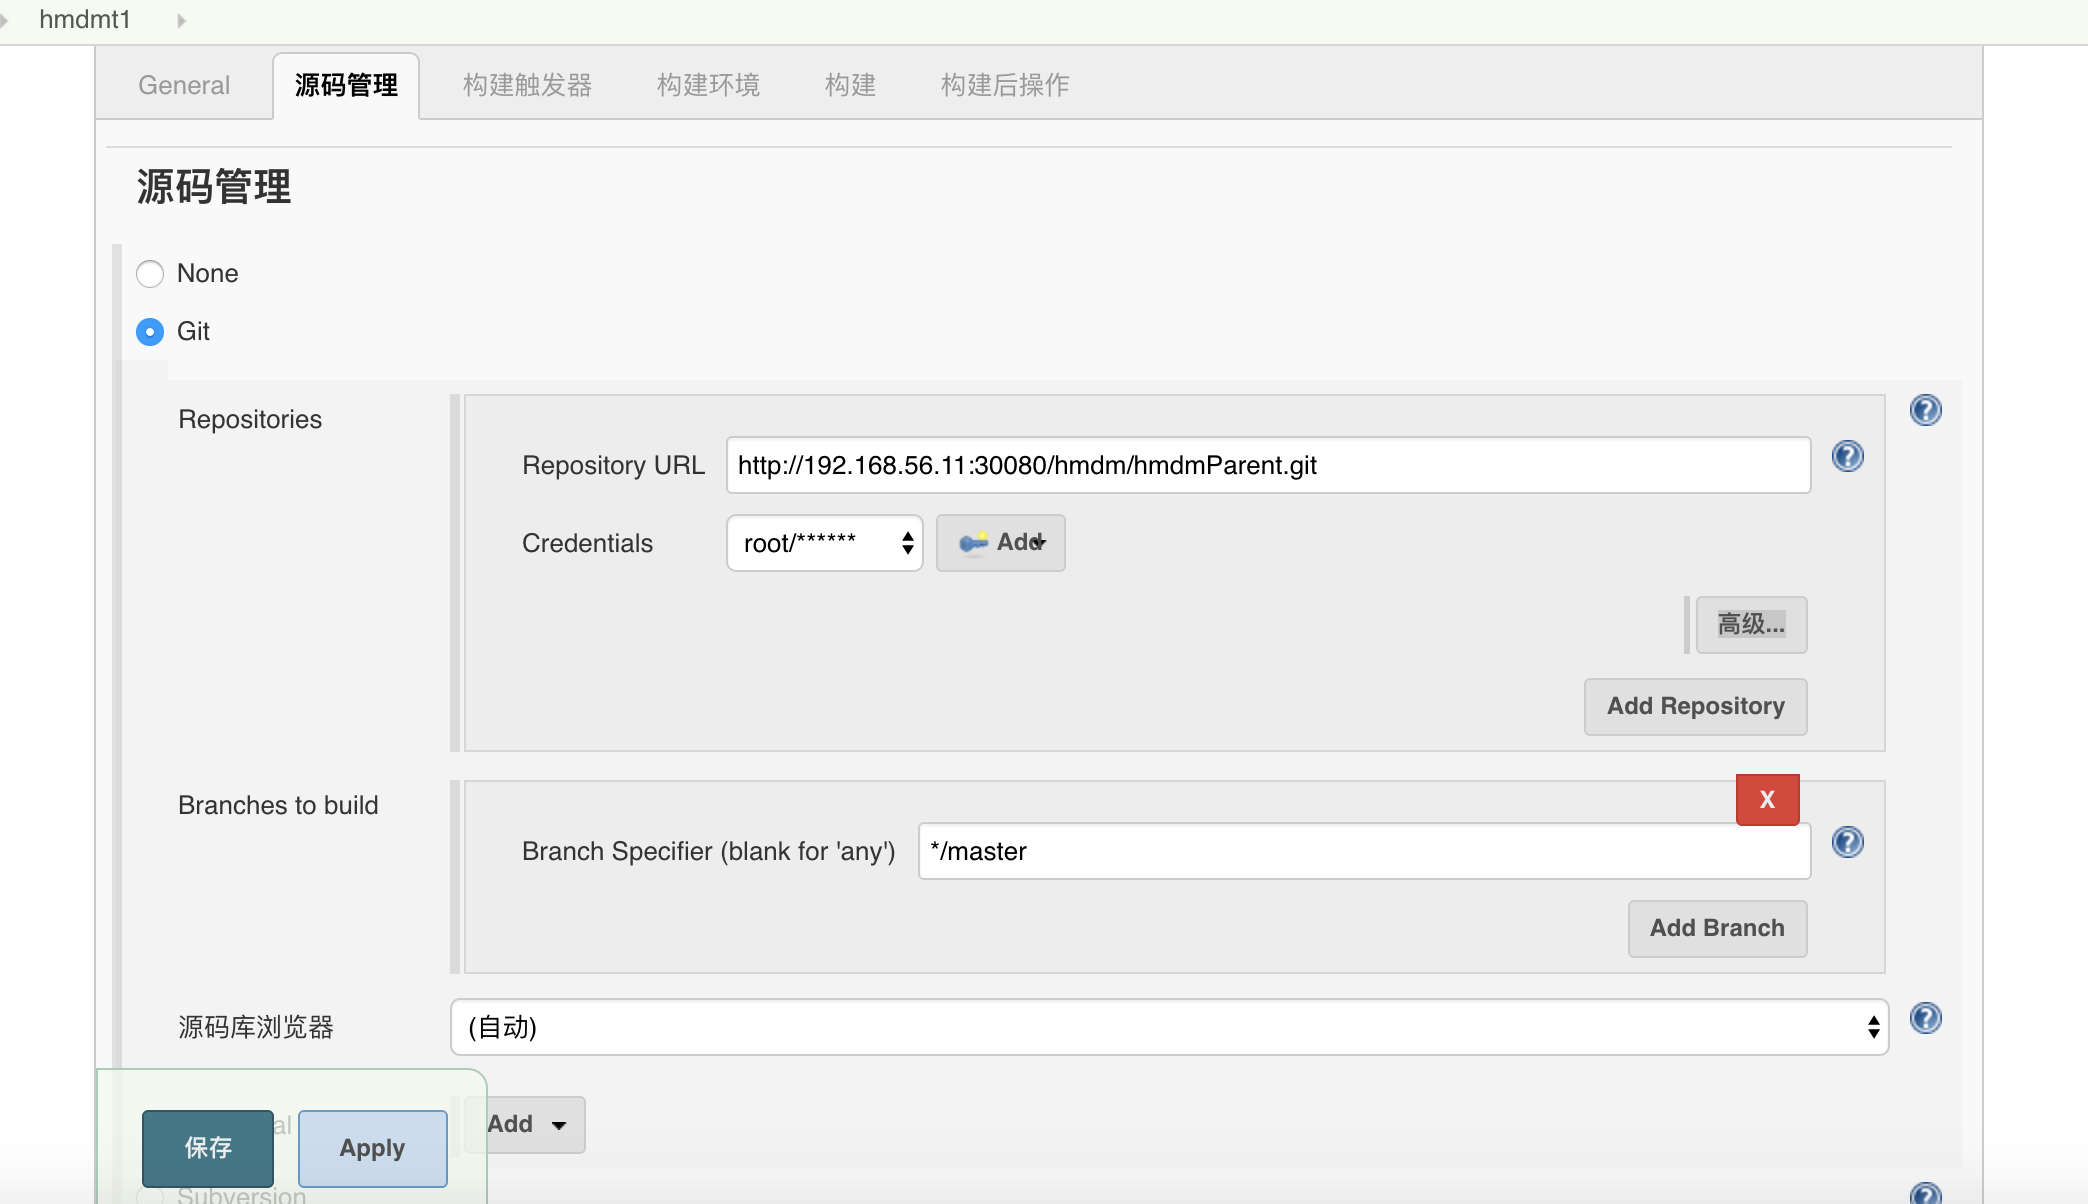 hmdmt1
General 源码管理 构建触发器 构建环境 构建 构建后操作
源码管理
None
Git
Repositories
Repository URL http://192.168.56.11:30080/hmdm/hmdmParent.git
Credentials root/****** Add
高级...
Add Repository
Branches to build
X
Branch Specifier (blank for 'any') */master
Add Branch
源码库浏览器 (自动)
al Add
保存 Apply
Subversion